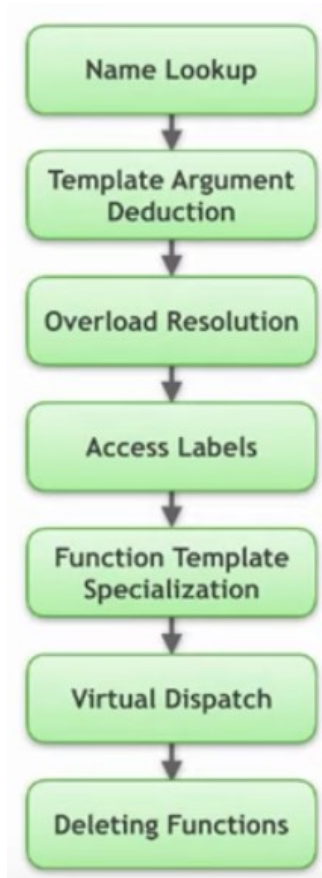 Name Lookup
Template Argument
Deduction
Overload Resolution
Access Labels
Function Template
Specialization
Virtual Dispatch
Deleting Functions